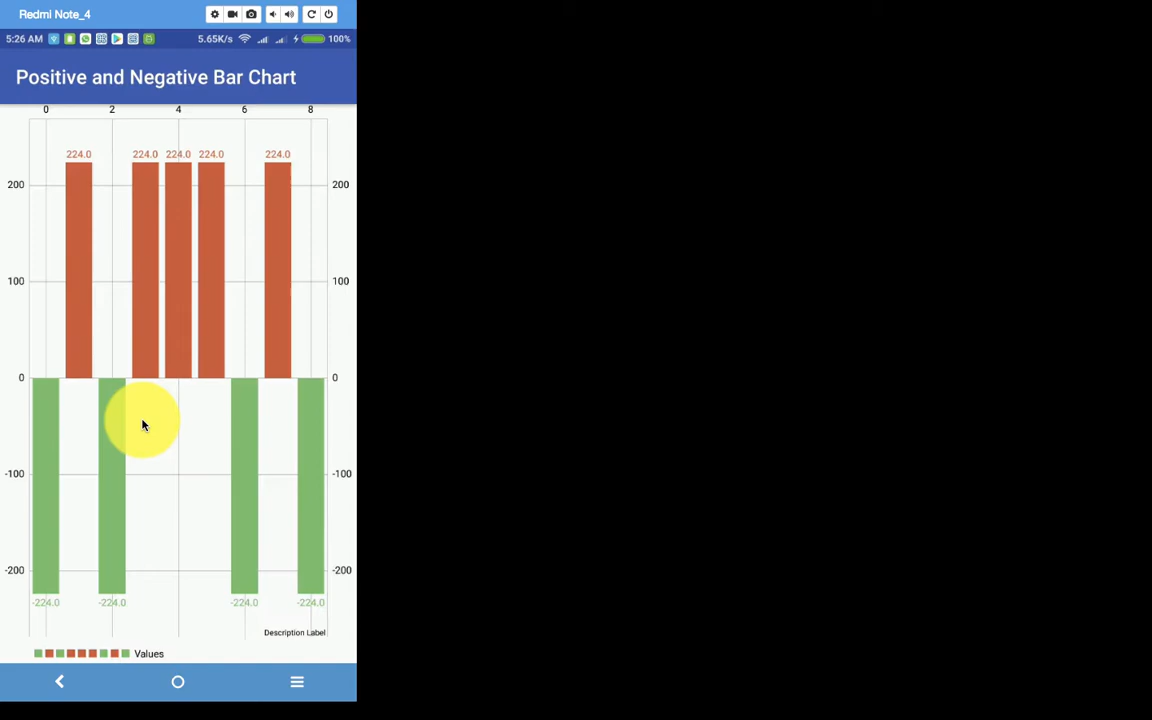 Redmi Note_4
5:26 AM 5.65K/s 100%
Positive and Negative Bar Chart
0 2 4 6 8
224.0 224.0 224.0 224.0 224.0
200 200
100 100
0 0
-100 -100
-200 -200
-224.0 -224.0 -224.0 -224.0
Description Label
Values